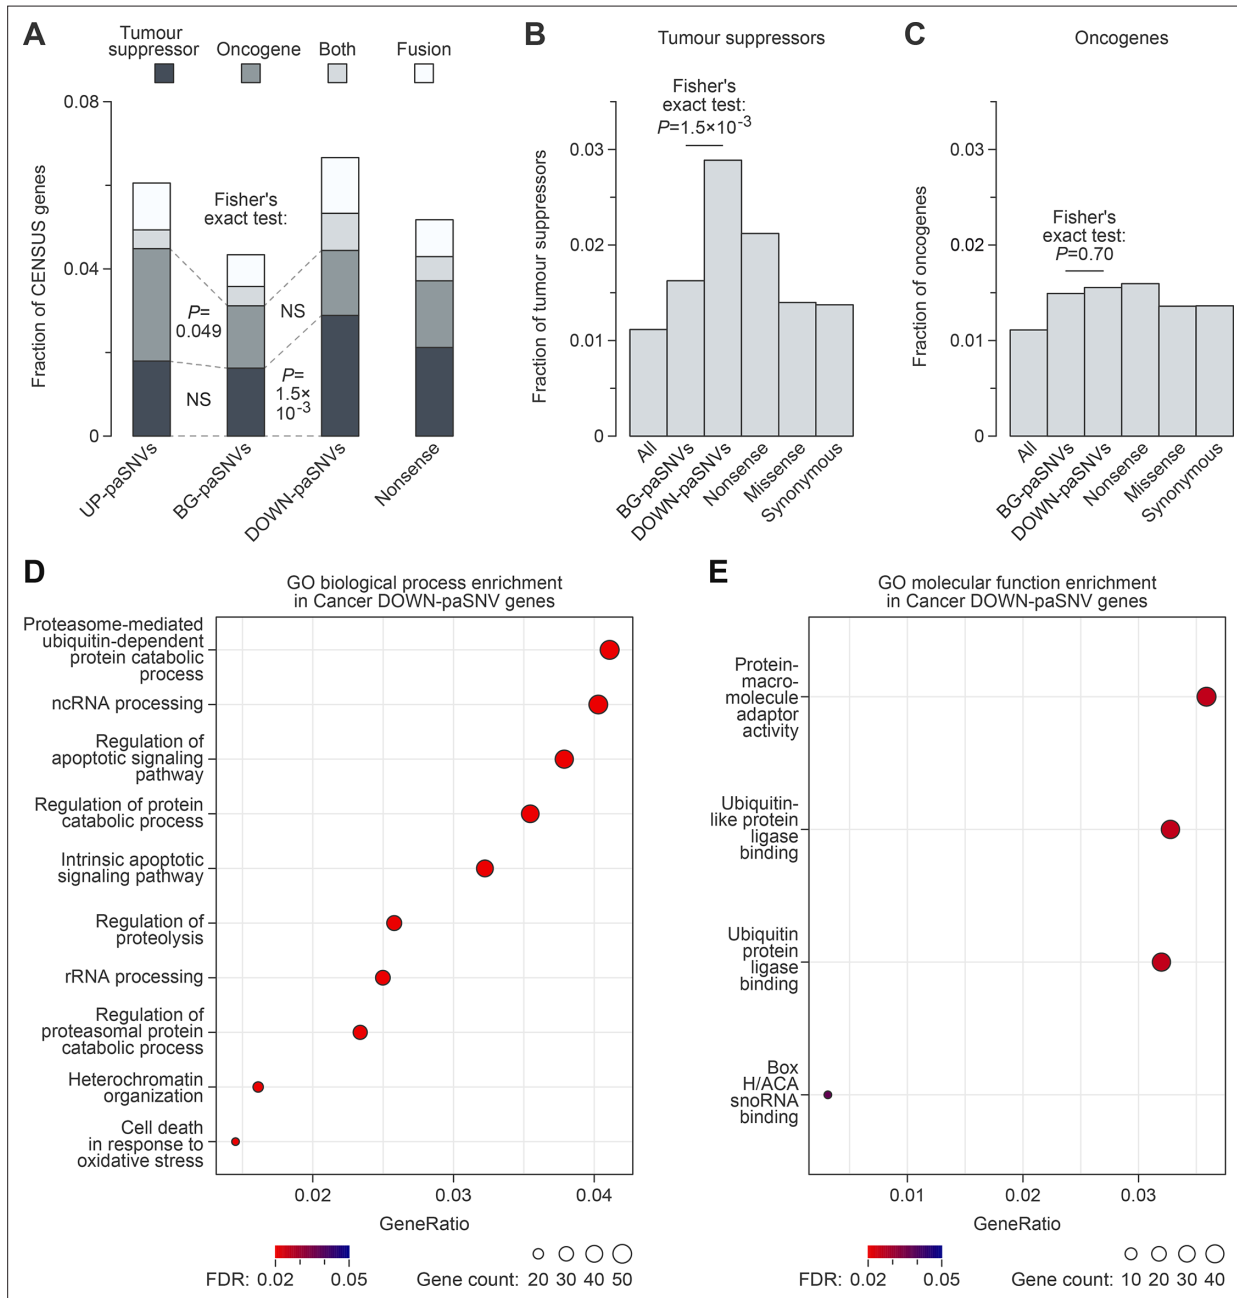 A
Tumour
suppressor
Oncogene
Both
Fusion
Fraction of CENSUS genes
0.08
0.04
0
Fisher's
exact test:
P=
0.049
NS
NS
P=
1.5×
10-3
UP-paSNVs
BG-paSNVs
DOWN-paSNVs
Nonsense
B
Tumour suppressors
Fisher's
exact test:
P=1.5×10-3
Fraction of tumour suppressors
0.03
0.02
0.01
0
All
BG-paSNVs
DOWN-paSNVs
Nonsense
Missense
Synonymous
C
Oncogenes
Fisher's
exact test:
P=0.70
Fraction of oncogenes
0.03
0.02
0.01
0
All
BG-paSNVs
DOWN-paSNVs
Nonsense
Missense
Synonymous
D
GO biological process enrichment
in Cancer DOWN-paSNV genes
Proteasome-mediated
ubiquitin-dependent
protein catabolic
process
ncRNA processing
Regulation of
apoptotic signaling
pathway
Regulation of protein
catabolic process
Intrinsic apoptotic
signaling pathway
Regulation of
proteolysis
rRNA processing
Regulation of
proteasomal protein
catabolic process
Heterochromatin
organization
Cell death
in response to
oxidative stress
0.02 0.03 0.04
GeneRatio
FDR: 0.02 0.05
Gene count: 20 30 40 50
E
GO molecular function enrichment
in Cancer DOWN-paSNV genes
Protein-
macro-
molecule
adaptor
activity
Ubiquitin-
like protein
ligase
binding
Ubiquitin
protein
ligase
binding
Box
H/ACA
snoRNA
binding
0.01 0.02 0.03
GeneRatio
FDR: 0.02 0.05
Gene count: 10 20 30 40